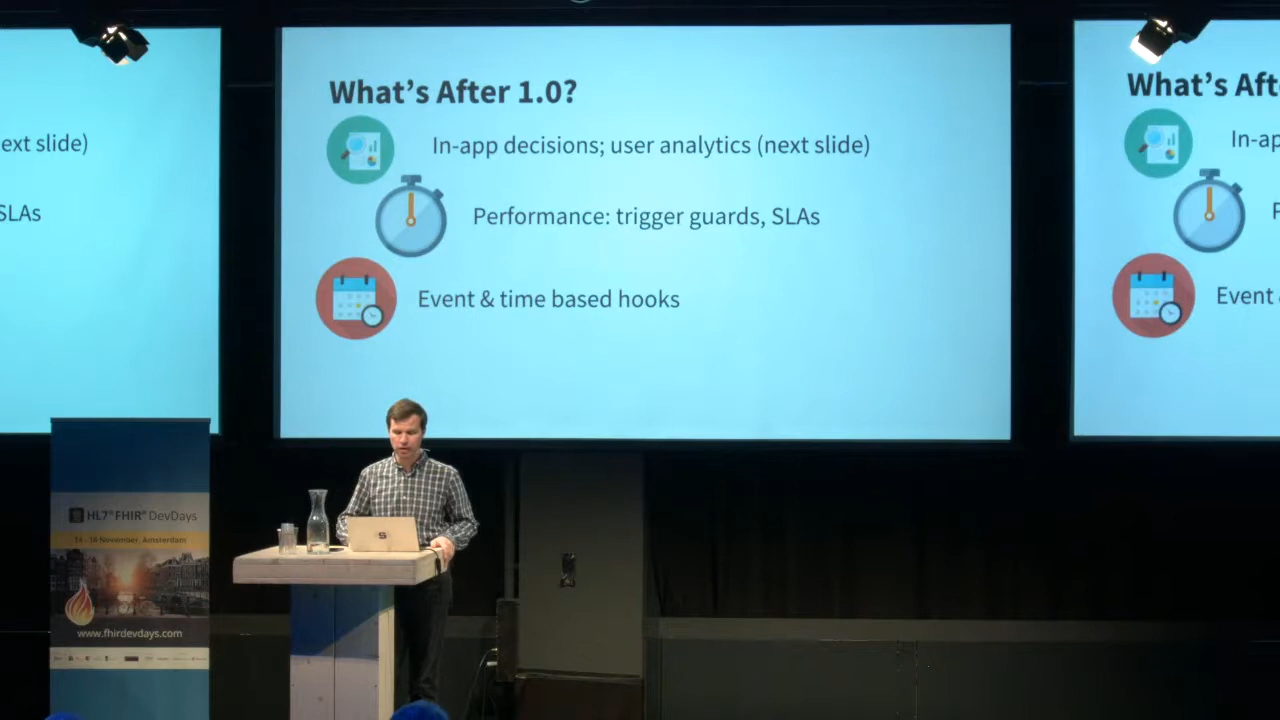 ext slide)
SLAs
What's After 1.0?
In-app decisions; user analytics (next slide)
Performance: trigger guards, SLAs
Event & time based hooks
What's Afte
In-ap
Event
HL7® FHIR® DevDays
14 - 16 November, Amsterdam
www.fhirdevdays.com
S